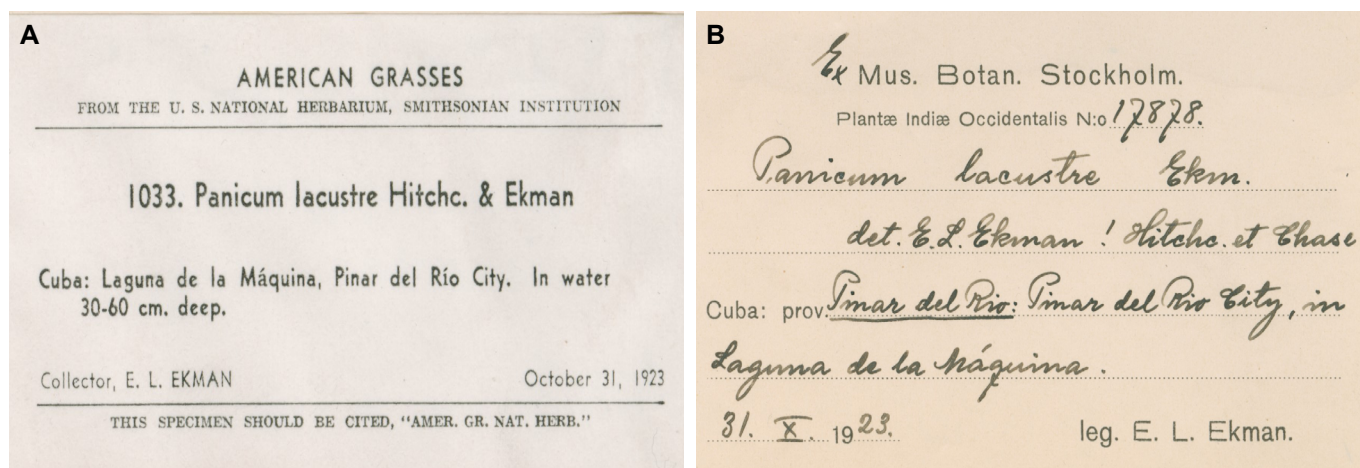 A
AMERICAN GRASSES
FROM THE U. S. NATIONAL HERBARIUM, SMITHSONIAN INSTITUTION
1033. Panicum lacustre Hitchc. & Ekman
Cuba: Laguna de la Máquina, Pinar del Río City. In water
30-60 cm. deep.
Collector, E. L. EKMAN October 31, 1923
THIS SPECIMEN SHOULD BE CITED, "AMER. GR. NAT. HERB."
B
Ex Mus. Botan. Stockholm.
Plantæ Indiæ Occidentalis N:o 17878.
Panicum lacustre Ekm.
det. E. L. Ekman ! Hitchc. et Chase
Cuba: prov. Pinar del Rio: Pinar del Rio City, in
Laguna de la Máquina.
31. X. 1923. leg. E. L. Ekman.